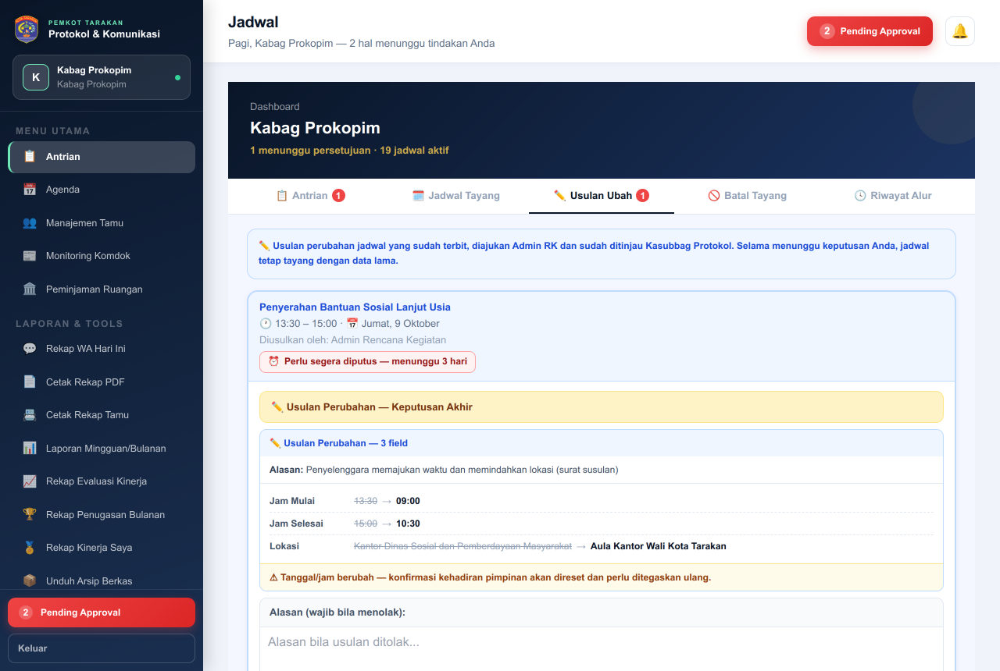 PEMKOT TARAKAN
Protokol & Komunikasi
K
Kabag Prokopim
Kabag Prokopim
MENU UTAMA
Antrian
Agenda
Manajemen Tamu
Monitoring Komdok
Peminjaman Ruangan
LAPORAN & TOOLS
Rekap WA Hari Ini
Cetak Rekap PDF
Cetak Rekap Tamu
Laporan Mingguan/Bulanan
Rekap Evaluasi Kinerja
Rekap Penugasan Bulanan
Rekap Kinerja Saya
Unduh Arsip Berkas
2 Pending Approval
Keluar
Jadwal
Pagi, Kabag Prokopim — 2 hal menunggu tindakan Anda
2 Pending Approval
Dashboard
Kabag Prokopim
1 menunggu persetujuan · 19 jadwal aktif
Antrian 1
Jadwal Tayang
Usulan Ubah 1
Batal Tayang
Riwayat Alur
Usulan perubahan jadwal yang sudah terbit, diajukan Admin RK dan sudah ditinjau Kasubbag Protokol. Selama menunggu keputusan Anda, jadwal
tetap tayang dengan data lama.
Penyerahan Bantuan Sosial Lanjut Usia
13:30 – 15:00 · Jumat, 9 Oktober
Diusulkan oleh: Admin Rencana Kegiatan
Perlu segera diputus — menunggu 3 hari
Usulan Perubahan — Keputusan Akhir
Usulan Perubahan — 3 field
Alasan: Penyelenggara memajukan waktu dan memindahkan lokasi (surat susulan)
Jam Mulai 13:30 → 09:00
Jam Selesai 15:00 → 10:30
Lokasi Kantor Dinas Sosial dan Pemberdayaan Masyarakat → Aula Kantor Wali Kota Tarakan
⚠ Tanggal/jam berubah — konfirmasi kehadiran pimpinan akan direset dan perlu ditegaskan ulang.
Alasan (wajib bila menolak):
Alasan bila usulan ditolak...